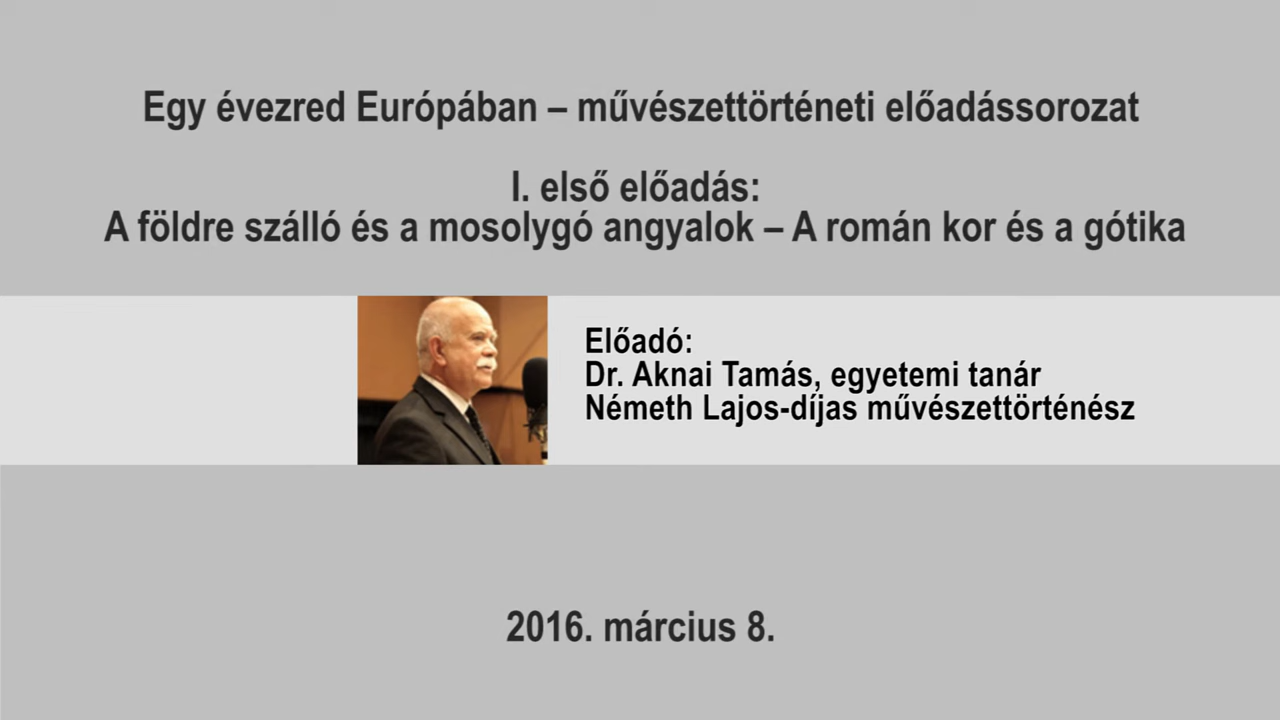 Egy évezred Európában – művészettörténeti előadássorozat
I. első előadás:
A földre szálló és a mosolygó angyalok – A román kor és a gótika
Előadó:
Dr. Aknai Tamás, egyetemi tanár
Németh Lajos-díjas művészettörténész
2016. március 8.